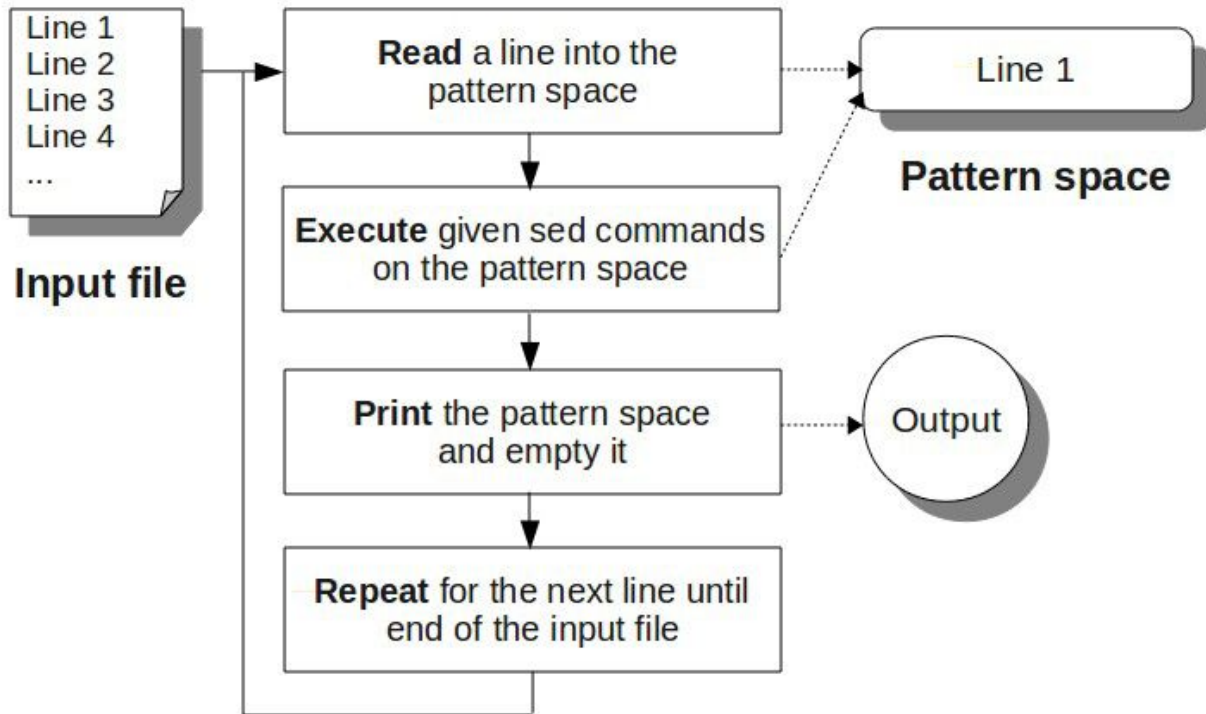 Line 1
Line 2
Line 3
Line 4
...
Input file
Read a line into the
pattern space
Line 1
Pattern space
Execute given sed commands
on the pattern space
Print the pattern space
and empty it
Output
Repeat for the next line until
end of the input file